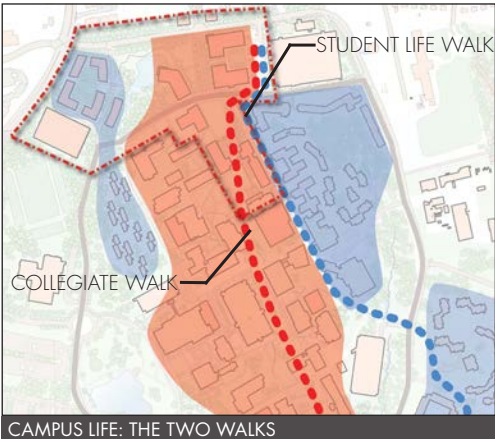 STUDENT LIFE WALK
COLLEGIATE WALK
CAMPUS LIFE: THE TWO WALKS